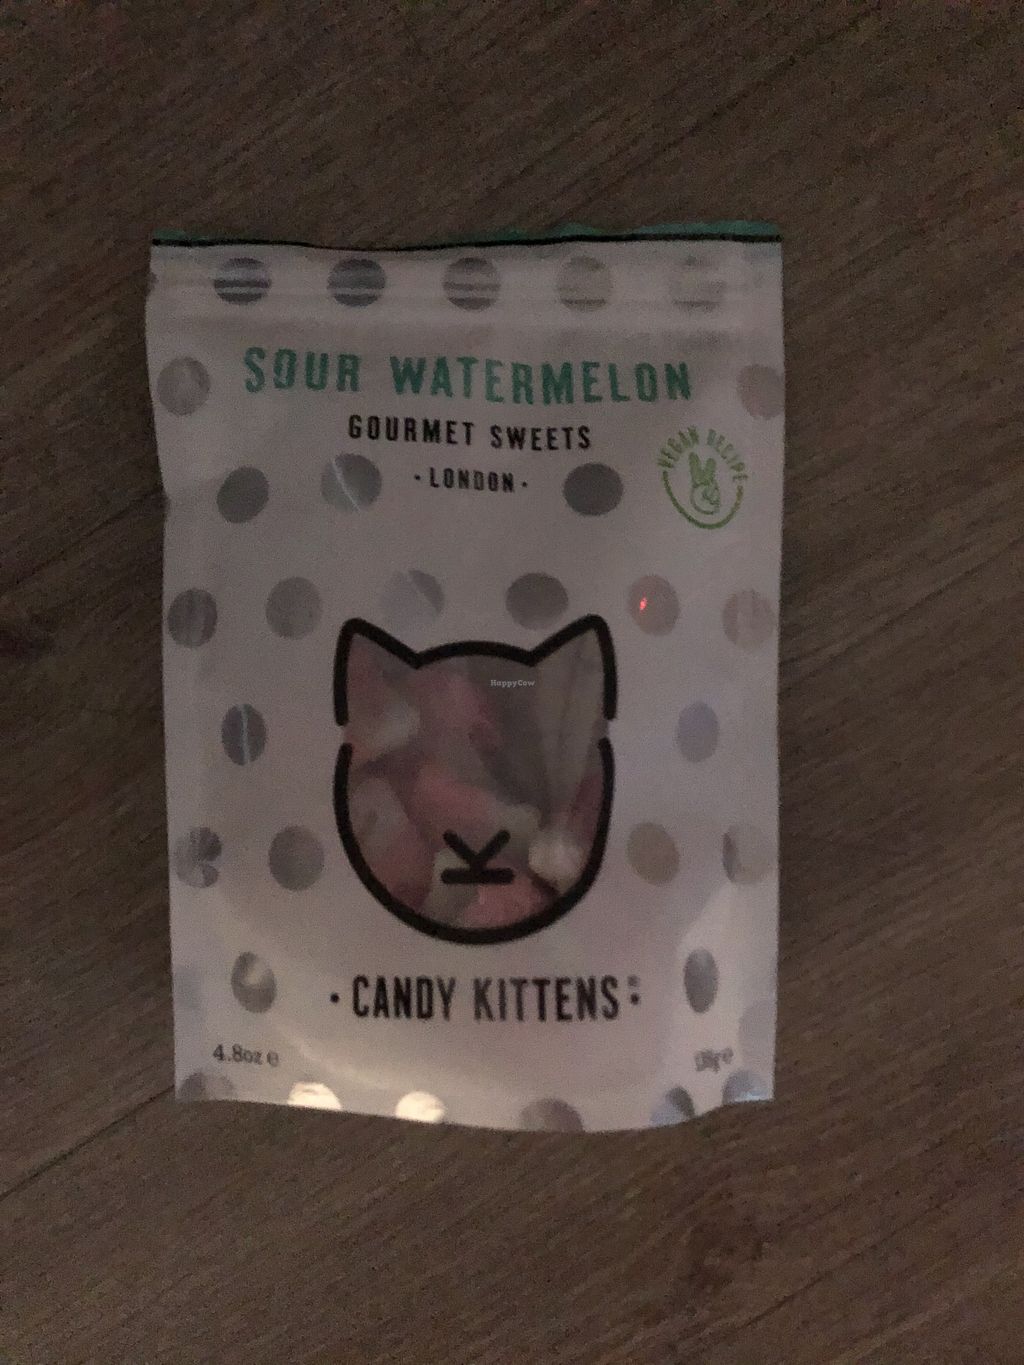 SOUR WATERMELON
GOURMET SWEETS
· LONDON ·
VEGAN RECIPE
HappyCow
K
· CANDY KITTENS :
4.8oz e